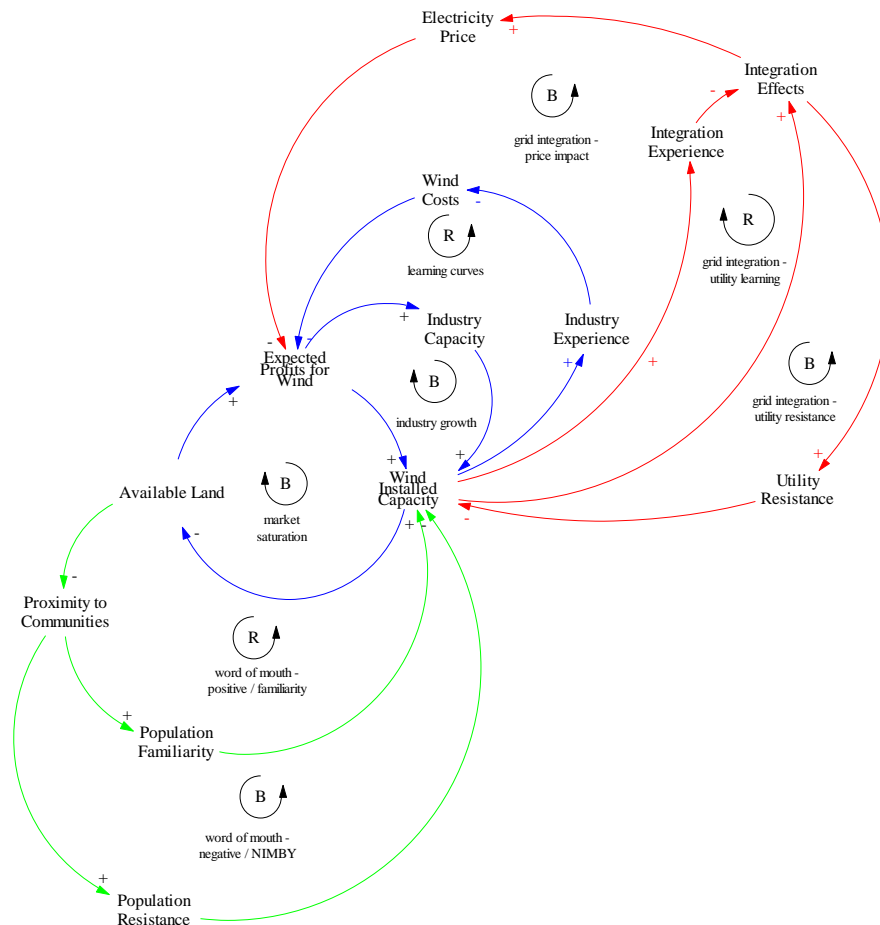 Electricity
Price
+
Integration
Effects
-
+
B
grid integration -
price impact
Integration
Experience
Wind
Costs
-
R
learning curves
R
grid integration -
utility learning
+
Industry
Capacity
Industry
Experience
-
-
Expected
Profits for
Wind
+
+
B
industry growth
B
grid integration -
utility resistance
+
+
+
+
Wind
Installed
Capacity
Available Land
B
market
saturation
Utility
Resistance
-
+
-
-
-
Proximity to
Communities
R
word of mouth -
positive / familiarity
+
Population
Familiarity
B
word of mouth -
negative / NIMBY
+
Population
Resistance